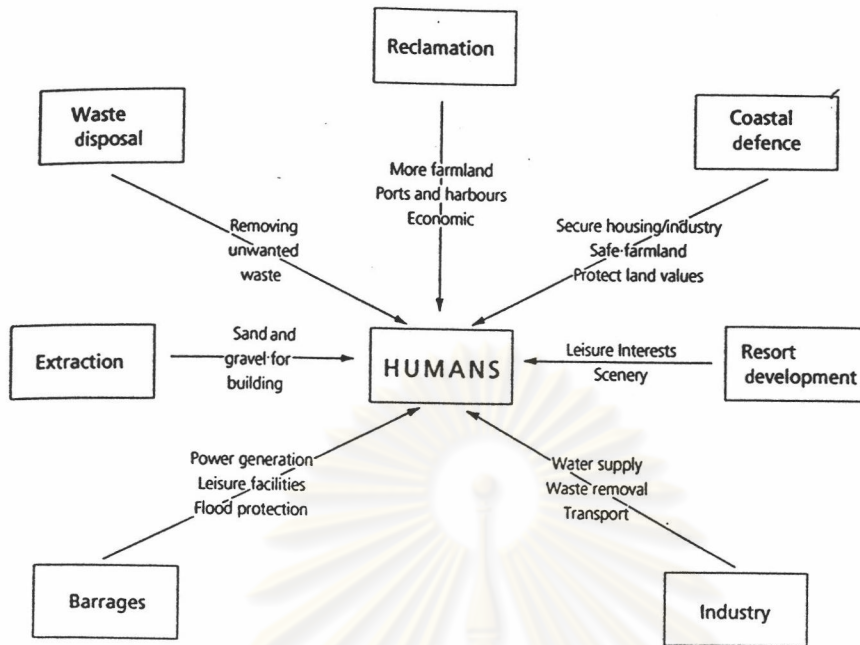 Reclamation
Waste
disposal
Coastal
defence
More farmland
Ports and harbours
Economic
Removing
unwanted
waste
Secure housing/industry
Safe farmland
Protect land values
Extraction
Sand and
gravel for
building
HUMANS
Leisure Interests
Scenery
Resort
development
Power generation
Leisure facilities
Flood protection
Water supply
Waste removal
Transport
Barrages
Industry